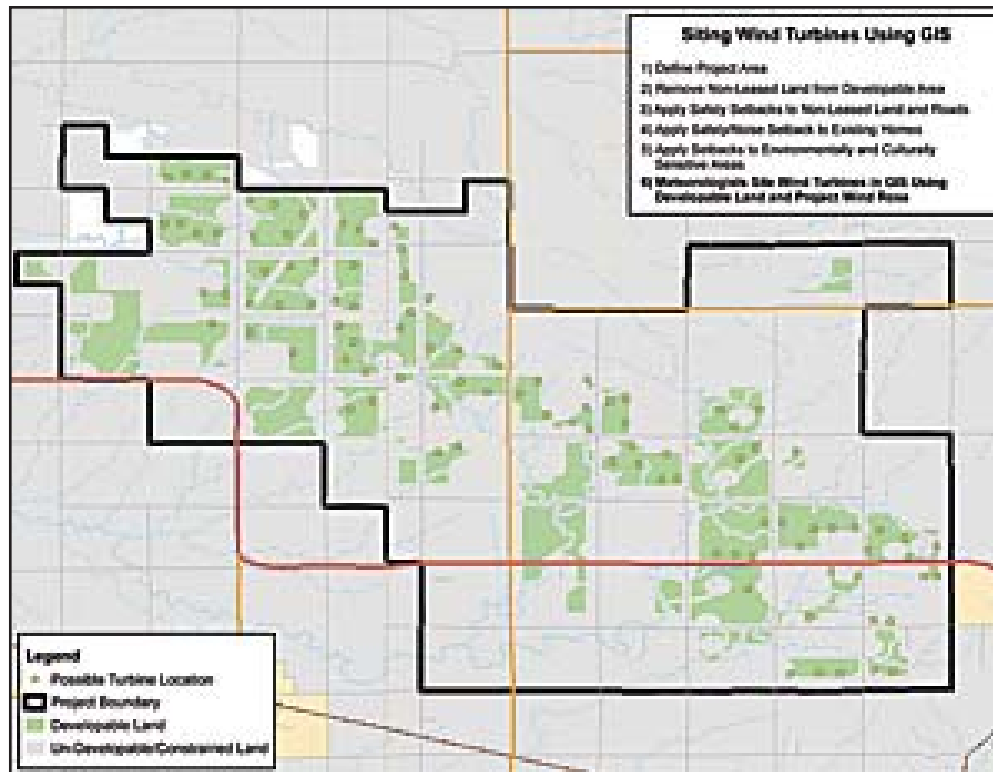 Siting Wind Turbines Using GIS
1) Define Project Area
2) Remove Non-Leased Land from Developable Area
3) Apply Safety Setbacks to Non-Leased Land and Roads
4) Apply Safety/Noise Setback to Existing Homes
5) Apply Setbacks to Environmentally and Culturally
Sensitive Areas
6) Meteorologists Site Wind Turbines in GIS Using
Developable Land and Project Wind Rose
Legend
Possible Turbine Location
Project Boundary
Developable Land
Un-Developable/Constrained Land